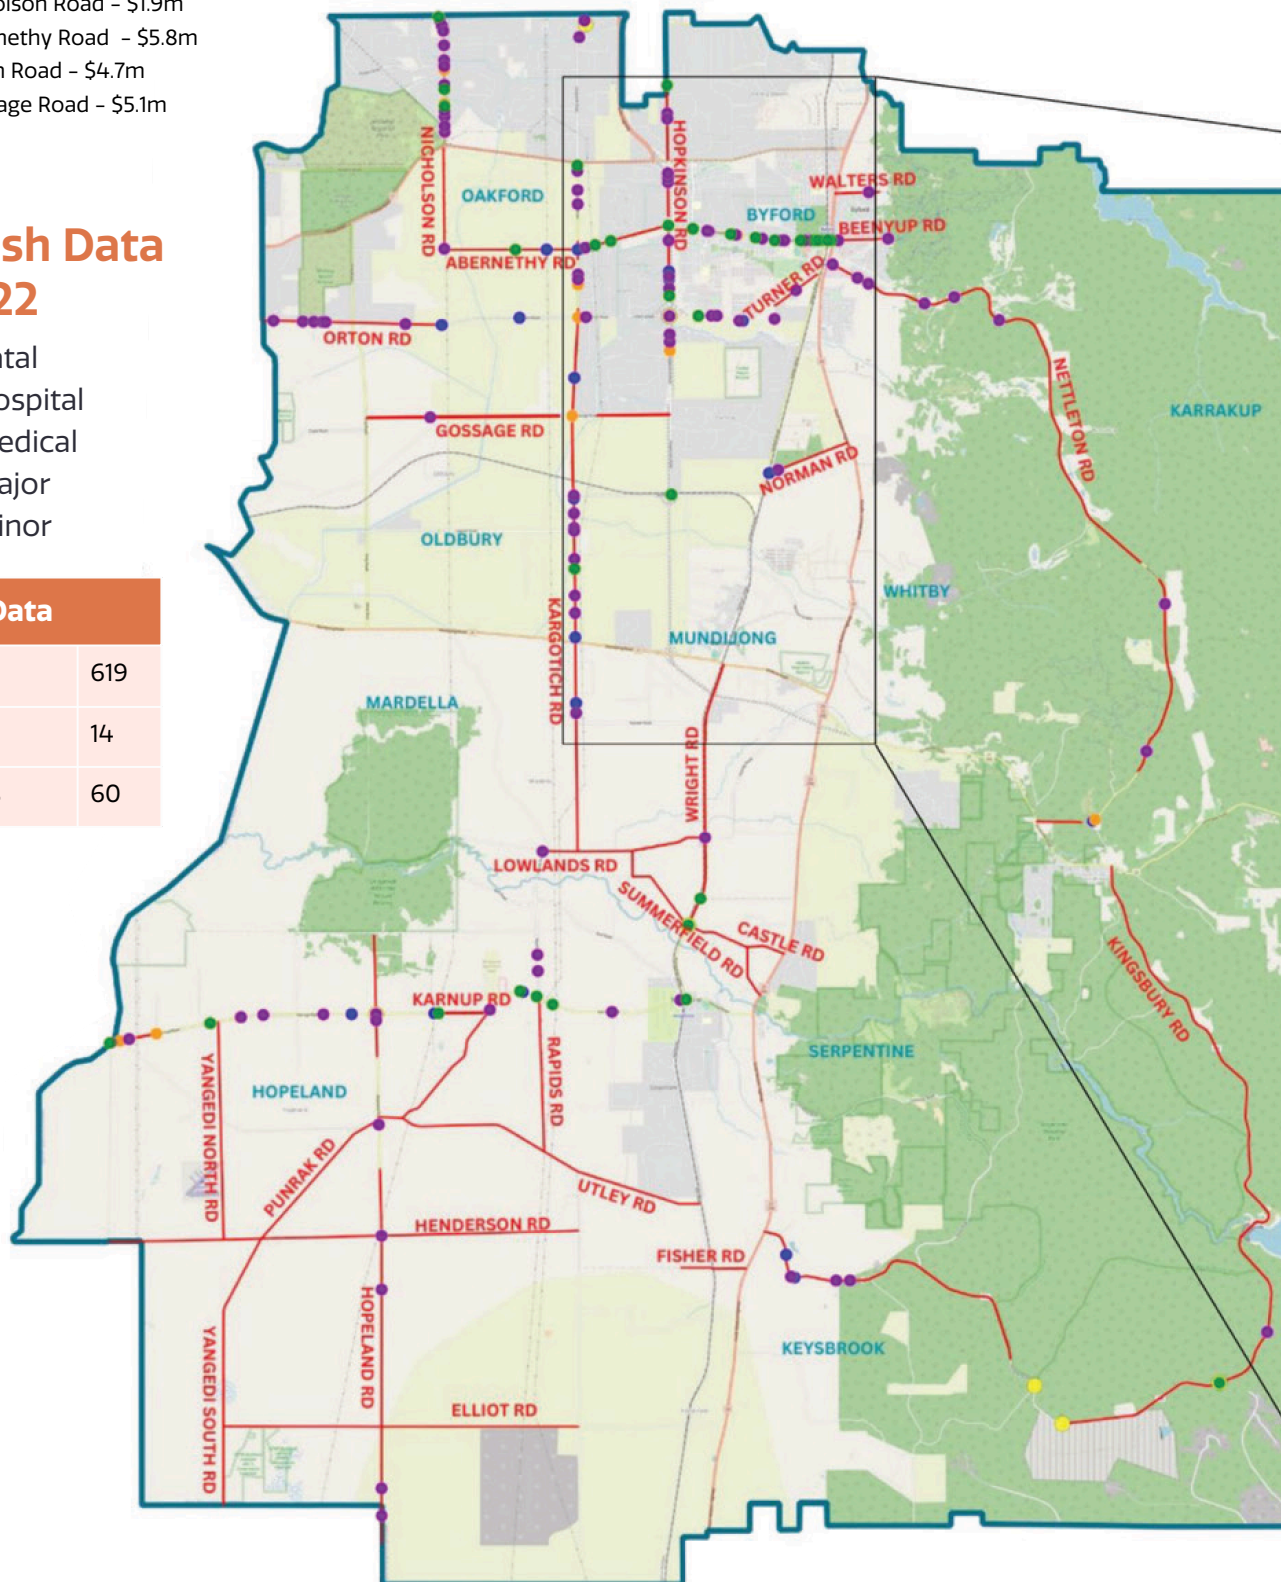 olson Road - $1.9m
nethy Road - $5.8m
n Road - $4.7m
age Road - $5.1m
sh Data
22
ntal
ospital
edical
ajor
inor
Data
619
14
60
NICHOLSON RD
OAKFORD
HOPKINSON RD
WALTERS RD
BYFORD
BEENYUP RD
ABERNETHY RD
TURNER RD
ORTON RD
NETTLETON RD
KARRAKUP
GOSSAGE RD
NORMAN RD
OLDBURY
WHITBY
KARGOTICH RD
MUNDIJONG
MARDELLA
WRIGHT RD
LOWLANDS RD
SUMMERFIELD RD
CASTLE RD
KINGSBURY RD
KARNUP RD
SERPENTINE
YANGEDI NORTH RD
HOPELAND
RAPIDS RD
PUNRAK RD
UTLEY RD
HENDERSON RD
FISHER RD
HOPELAND RD
KEYSBROOK
YANGEDI SOUTH RD
ELLIOT RD